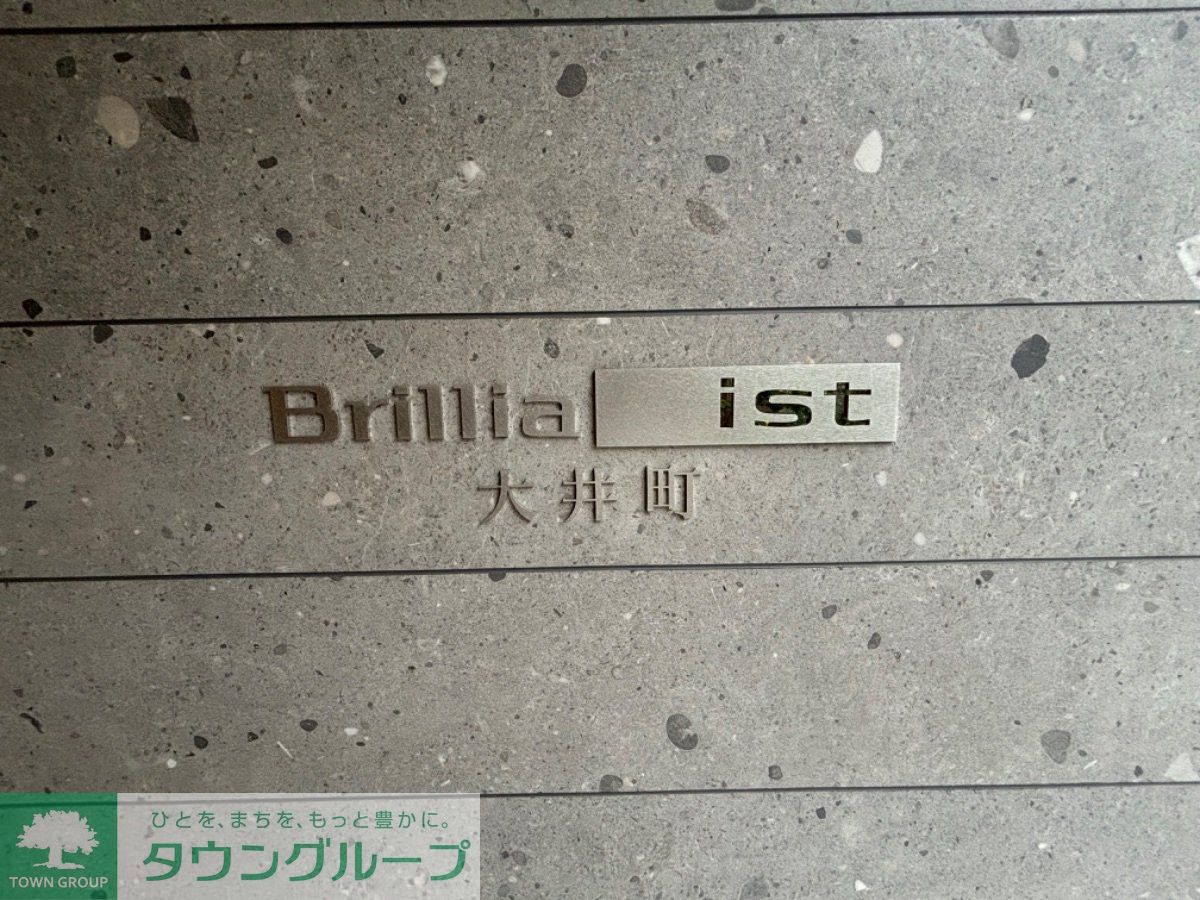 Brillia ist
大井町
ひとを、まちを、もっと豊かに。
タウングループ
TOWN GROUP